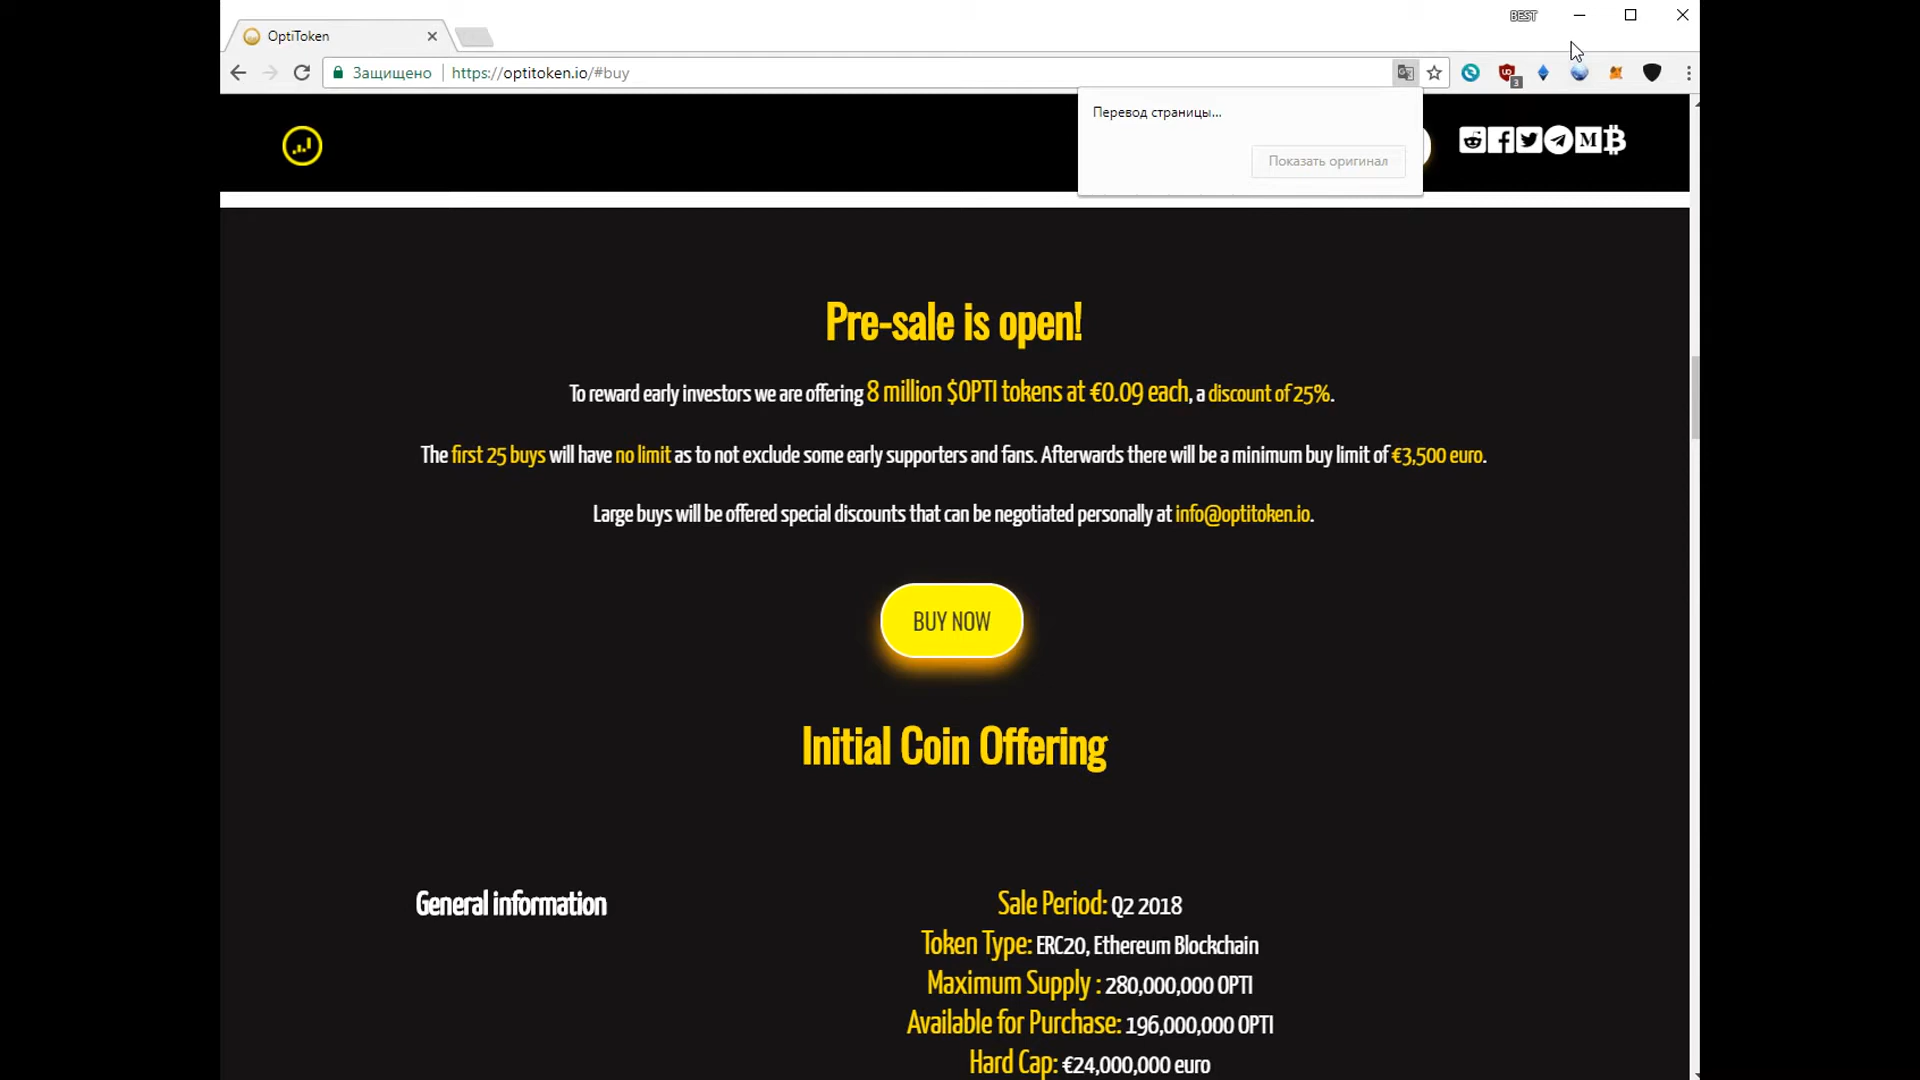 BEST
OptiToken
Защищено https://optitoken.io/#buy
3
Перевод страницы...
Показать оригинал
Pre-sale is open!
To reward early investors we are offering 8 million $OPTI tokens at €0.09 each, a discount of 25%.
The first 25 buys will have no limit as to not exclude some early supporters and fans. Afterwards there will be a minimum buy limit of €3,500 euro.
Large buys will be offered special discounts that can be negotiated personally at info@optitoken.io.
BUY NOW
Initial Coin Offering
General information
Sale Period: Q2 2018
Token Type: ERC20, Ethereum Blockchain
Maximum Supply : 280,000,000 OPTI
Available for Purchase: 196,000,000 OPTI
Hard Cap: €24,000,000 euro